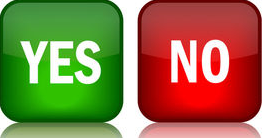 YES NO